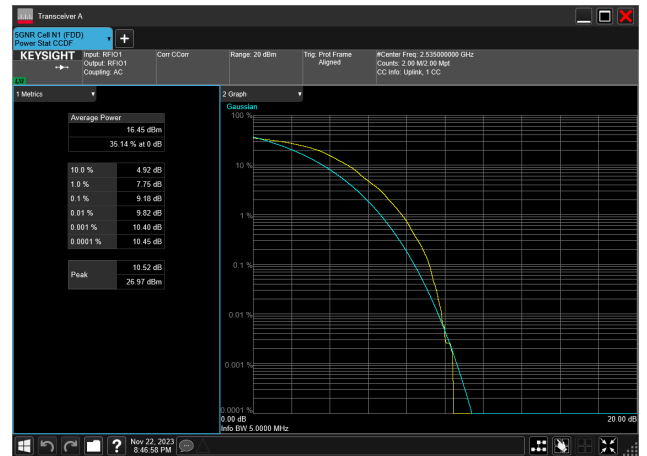 Transceiver A
5GNR Cell N1 (FDD)
Power Stat CCDF
KEYSIGHT
Input: RFIO1
Output: RFIO1
Coupling: AC
Corr CCorr
Range: 20 dBm
Trig: Prot Frame
Aligned
#Center Freq: 2.535000000 GHz
Counts: 2.00 M/2.00 Mpt
CC Info: Uplink, 1 CC
1 Metrics
Average Power
16.45 dBm
35.14 % at 0 dB
10.0 % 4.92 dB
1.0 % 7.75 dB
0.1 % 9.18 dB
0.01 % 9.82 dB
0.001 % 10.40 dB
0.0001 % 10.45 dB
Peak 10.52 dB
26.97 dBm
2 Graph
Gaussian
100 %
10 %
1 %
0.1 %
0.01 %
0.001 %
0.0001 %
0.00 dB 20.00 dB
Info BW 5.0000 MHz
Nov 22, 2023
8:46:58 PM